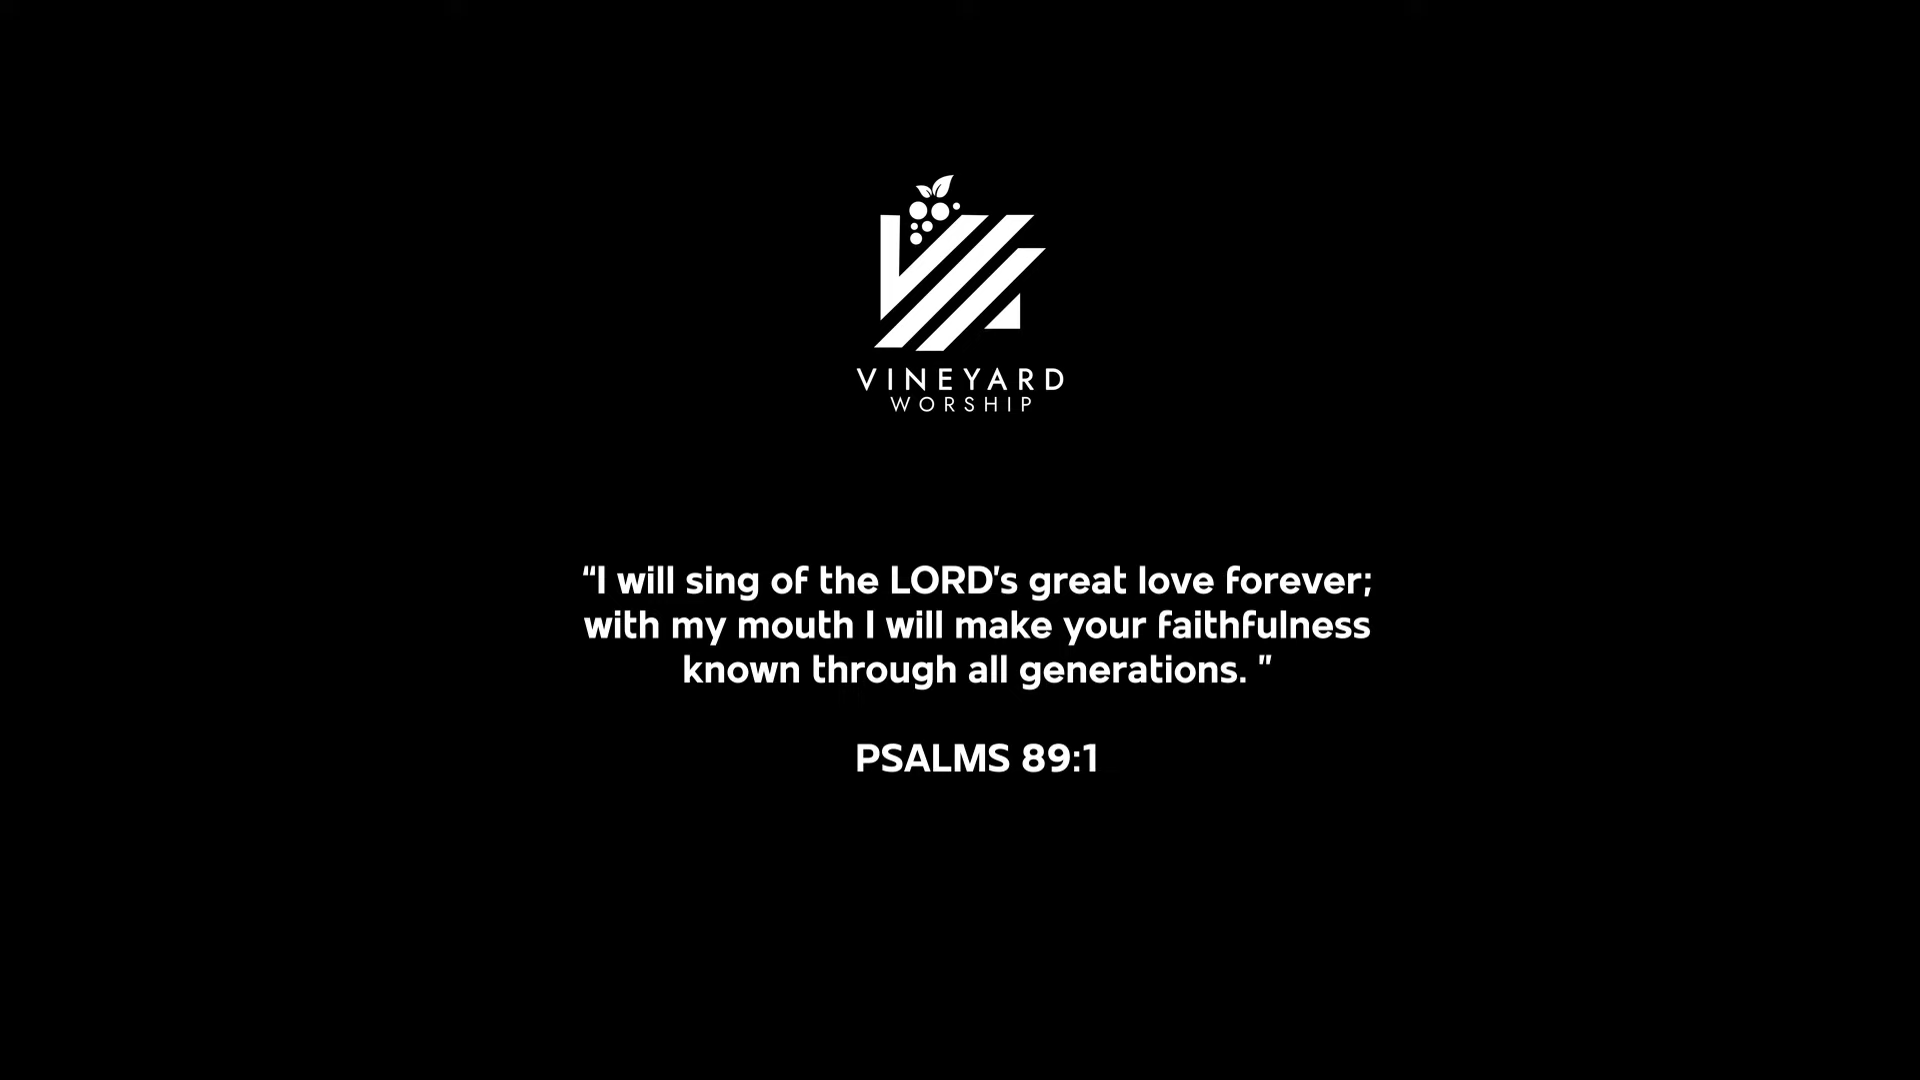 VINEYARD
WORSHIP
“I will sing of the LORD's great love forever;
with my mouth I will make your faithfulness
known through all generations. "
PSALMS 89:1